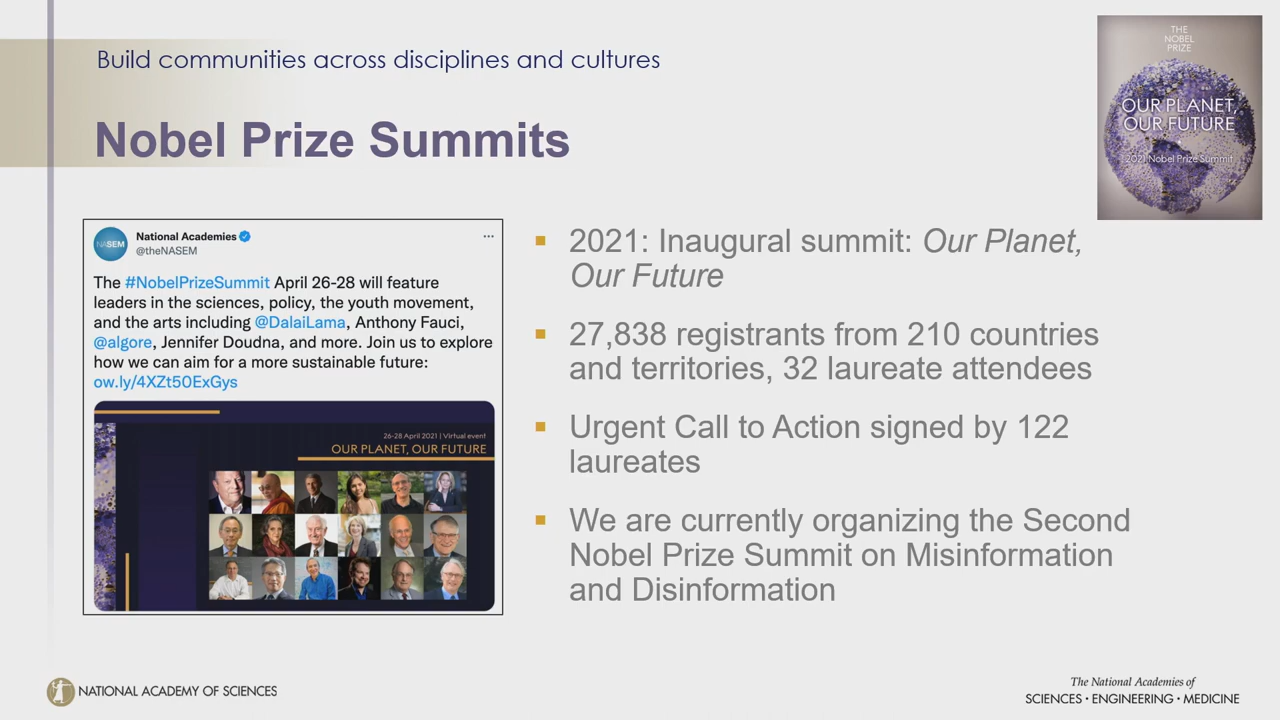 Build communities across disciplines and cultures
Nobel Prize Summits
THE
NOBEL
PRIZE
OUR PLANET,
OUR FUTURE
2021 Nobel Prize Summit
NASEM
National Academies
@theNASEM
The #NobelPrizeSummit April 26-28 will feature
leaders in the sciences, policy, the youth movement,
and the arts including @DalaiLama, Anthony Fauci,
@algore, Jennifer Doudna, and more. Join us to explore
how we can aim for a more sustainable future:
ow.ly/4XZt50ExGys
26-28 April 2021 | Virtual event
OUR PLANET, OUR FUTURE
2021: Inaugural summit: Our Planet,
Our Future
27,838 registrants from 210 countries
and territories, 32 laureate attendees
Urgent Call to Action signed by 122
laureates
We are currently organizing the Second
Nobel Prize Summit on Misinformation
and Disinformation
NATIONAL ACADEMY OF SCIENCES
The National Academies of
SCIENCES • ENGINEERING • MEDICINE